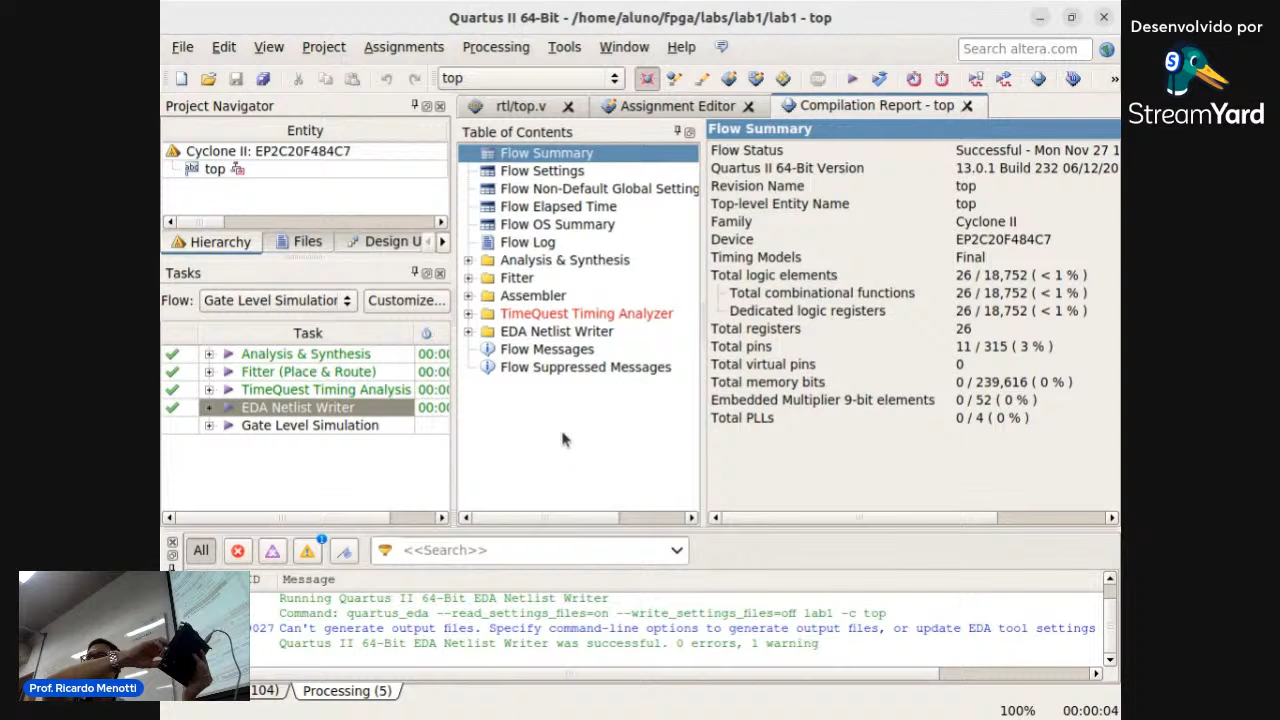 Quartus II 64-Bit - /home/aluno/fpga/labs/lab1/lab1 - top
Desenvolvido por
StreamYard
File Edit View Project Assignments Processing Tools Window Help
Search altera.com
top
»
Project Navigator
Entity
Cyclone II: EP2C20F484C7
top
Hierarchy Files Design U
Tasks
Flow: Gate Level Simulation Customize...
Task
Analysis & Synthesis 00:0
Fitter (Place & Route) 00:0
TimeQuest Timing Analysis 00:0
EDA Netlist Writer 00:0
Gate Level Simulation
rtl/top.v Assignment Editor Compilation Report - top
Table of Contents
Flow Summary
Flow Settings
Flow Non-Default Global Setting
Flow Elapsed Time
Flow OS Summary
Flow Log
Analysis & Synthesis
Fitter
Assembler
TimeQuest Timing Analyzer
EDA Netlist Writer
Flow Messages
Flow Suppressed Messages
Flow Summary
Flow Status Successful - Mon Nov 27 1
Quartus II 64-Bit Version 13.0.1 Build 232 06/12/20
Revision Name top
Top-level Entity Name top
Family Cyclone II
Device EP2C20F484C7
Timing Models Final
Total logic elements 26 / 18,752 ( < 1 % )
Total combinational functions 26 / 18,752 ( < 1 % )
Dedicated logic registers 26 / 18,752 ( < 1 % )
Total registers 26
Total pins 11 / 315 ( 3 % )
Total virtual pins 0
Total memory bits 0 / 239,616 ( 0 % )
Embedded Multiplier 9-bit elements 0 / 52 ( 0 % )
Total PLLs 0 / 4 ( 0 % )
All
1
<<Search>>
ID Message
Running Quartus II 64-Bit EDA Netlist Writer
Command: quartus_eda --read_settings_files=on --write_settings_files=off lab1 -c top
0027 Can't generate output files. Specify command-line options to generate output files, or update EDA tool settings
Quartus II 64-Bit EDA Netlist Writer was successful. 0 errors, 1 warning
104) Processing (5)
Prof. Ricardo Menotti
100% 00:00:04